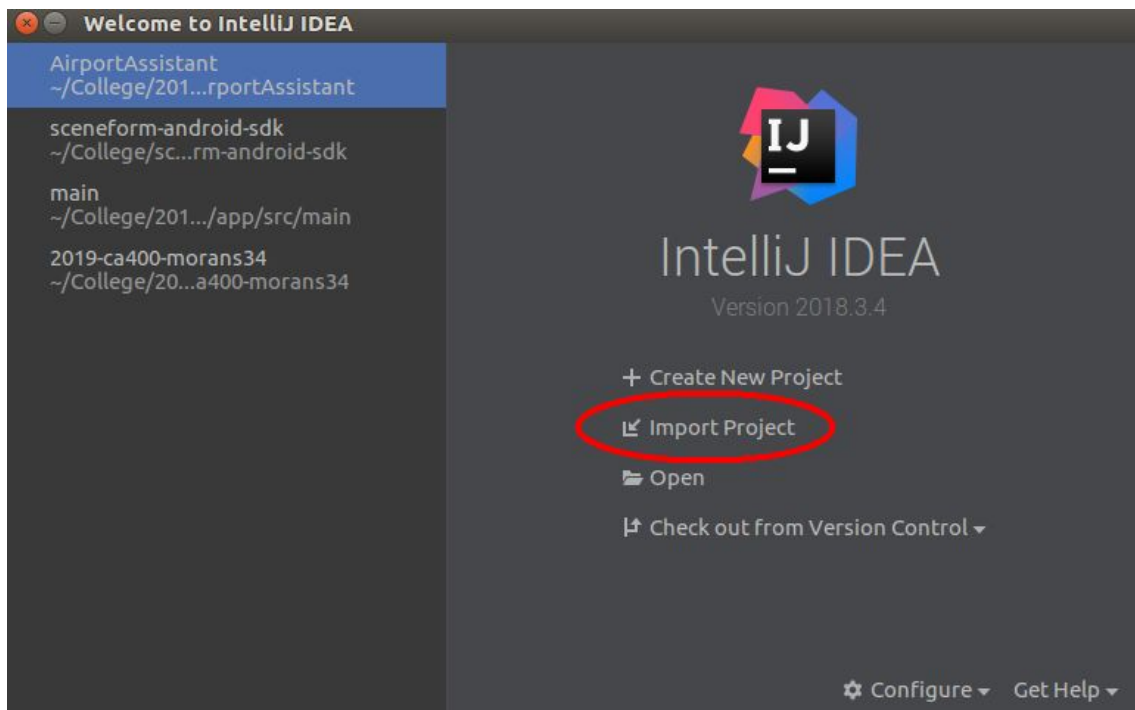 Welcome to IntelliJ IDEA
AirportAssistant
~/College/201...rportAssistant
sceneform-android-sdk
~/College/sc...rm-android-sdk
main
~/College/201.../app/src/main
2019-ca400-morans34
~/College/20...a400-morans34
IJ
IntelliJ IDEA
Version 2018.3.4
Create New Project
Import Project
Open
Check out from Version Control
Configure
Get Help